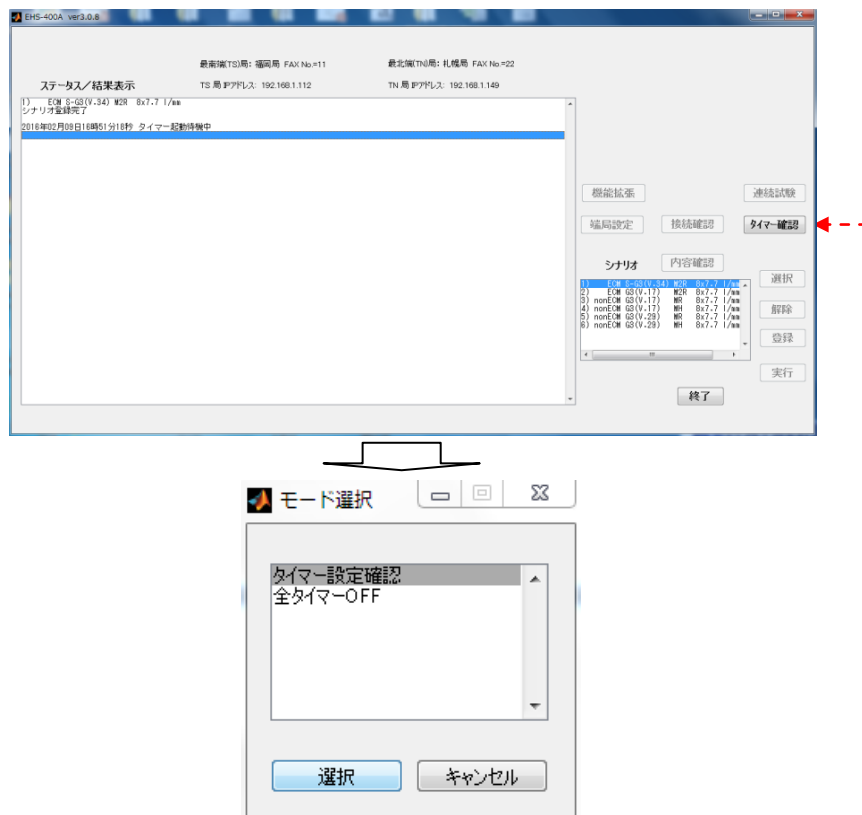 EHS-400A ver3.0.8
最南端(TS)局: 福岡局 FAX No.=11
最北端(TN)局: 札幌局 FAX No.=22
ステータス/結果表示
TS 局 IPアドレス: 192.168.1.112
TN 局 IPアドレス: 192.168.1.149
1) ECM S-G3(V.34) M2R 8x7.7 l/mm
シナリオ登録完了
2016年02月09日16時51分18秒 タイマー起動待機中
機能拡張
連続試験
端局設定
接続確認
タイマー確認
シナリオ
内容確認
1) ECM S-G3(V.34) M2R 8x7.7 l/mm
2) ECM G3(V.17) M2R 8x7.7 l/mm
3) nonECM G3(V.17) MR 8x7.7 l/mm
4) nonECM G3(V.17) MH 8x7.7 l/mm
5) nonECM G3(V.29) MR 8x7.7 l/mm
6) nonECM G3(V.29) MH 8x7.7 l/mm
選択
解除
登録
実行
終了
モード選択
タイマー設定確認
全タイマーOFF
選択
キャンセル